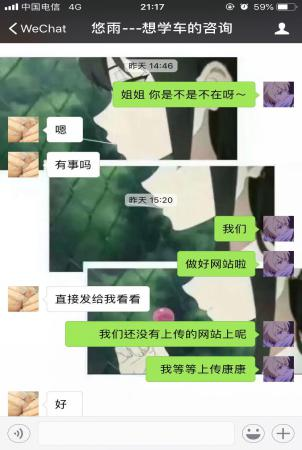 中国电信 4G 21:17 59%
WeChat 悠雨---想学车的咨询
昨天 14:46
姐姐 你是不是不在呀～
嗯
有事吗
昨天 15:20
我们
做好网站啦
直接发给我看看
我们还没有上传的网站上呢
我等等上传康康
好